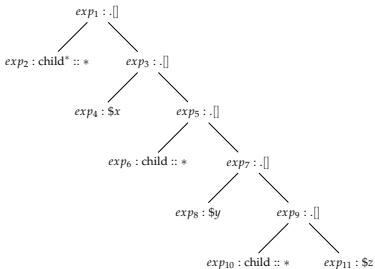 exp₁ : .[]
exp₂ : child* :: * exp₃ : .[]
exp₄ : $x exp₅ : .[]
exp₆ : child :: * exp₇ : .[]
exp₈ : $y exp₉ : .[]
exp₁₀ : child :: * exp₁₁ : $z